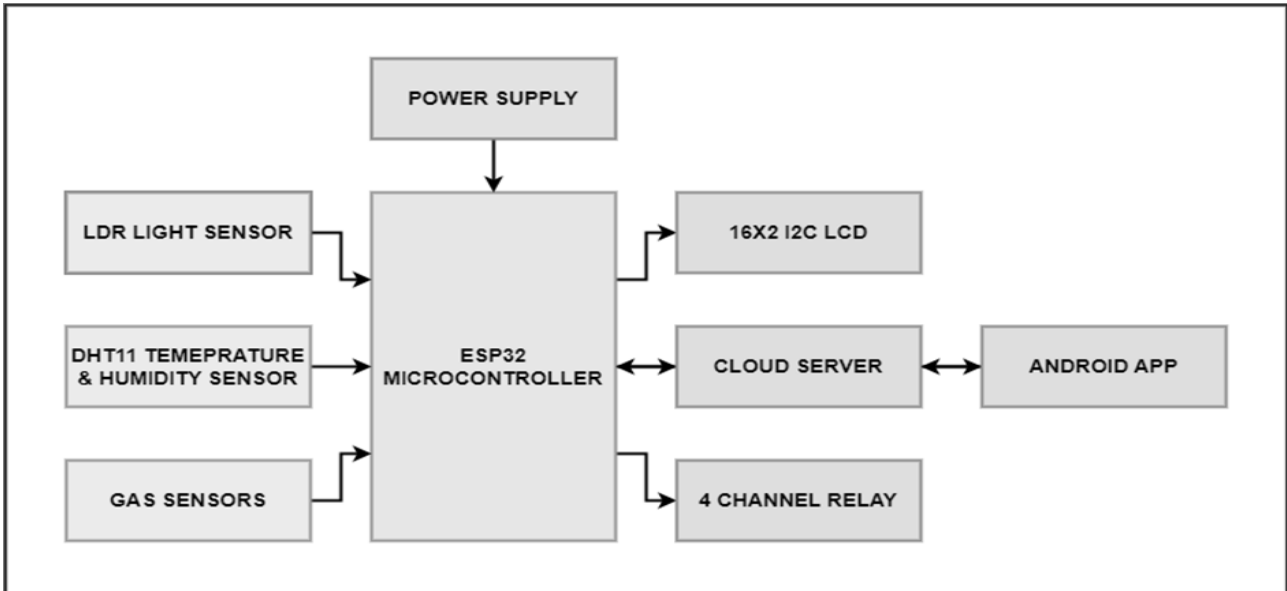 POWER SUPPLY
LDR LIGHT SENSOR
16X2 I2C LCD
DHT11 TEMEPRATURE
& HUMIDITY SENSOR
ESP32
MICROCONTROLLER
CLOUD SERVER
ANDROID APP
GAS SENSORS
4 CHANNEL RELAY